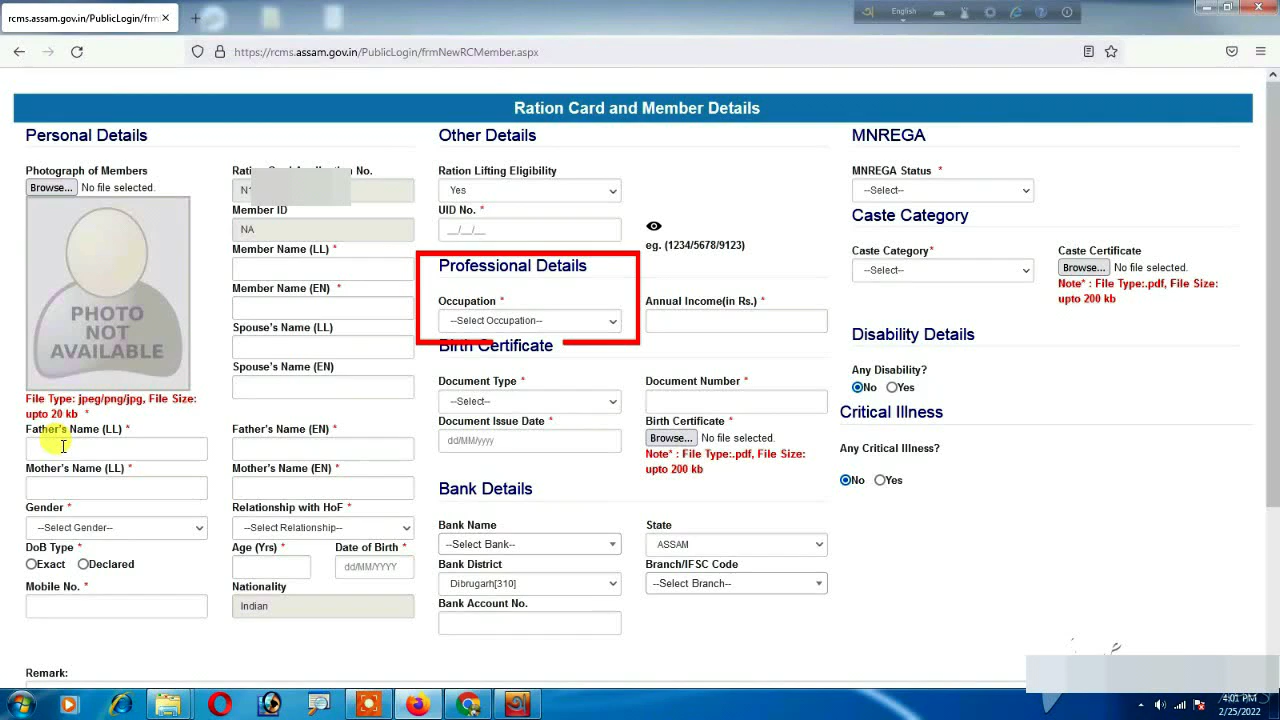 rcms.assam.gov.in/PublicLogin/frm
English
https://rcms.assam.gov.in/PublicLogin/frmNewRCMember.aspx
Ration Card and Member Details
Personal Details
Photograph of Members
Browse... No file selected.
PHOTO
NOT
AVAILABLE
File Type: jpeg/png/jpg, File Size:
upto 20 kb *
Father's Name (LL) *
Mother's Name (LL) *
Gender *
--Select Gender--
DoB Type *
Exact Declared
Mobile No. *
No.
Member ID
NA
Member Name (LL) *
Member Name (EN) *
Spouse's Name (LL)
Spouse's Name (EN)
Father's Name (EN) *
Mother's Name (EN) *
Relationship with HoF *
--Select Relationship--
Age (Yrs) * Date of Birth *
dd/MM/YYYY
Nationality
Indian
Other Details
Ration Lifting Eligibility
Yes
UID No. *
__/__/__
eg. (1234/5678/9123)
Professional Details
Occupation *
--Select Occupation--
Annual Income(in Rs.) *
Birth Certificate
Document Type *
--Select--
Document Number *
Document Issue Date *
dd/MM/yyyy
Birth Certificate *
Browse... No file selected.
Note* : File Type:.pdf, File Size:
upto 200 kb
Bank Details
Bank Name
--Select Bank--
State
ASSAM
Bank District
Dibrugarh[310]
Branch/IFSC Code
--Select Branch--
Bank Account No.
MNREGA
MNREGA Status *
--Select--
Caste Category
Caste Category*
--Select--
Caste Certificate
Browse... No file selected.
Note* : File Type:.pdf, File Size:
upto 200 kb
Disability Details
Any Disability?
No Yes
Critical Illness
Any Critical Illness?
No Yes
Remark:
4:01 PM
2/25/2022